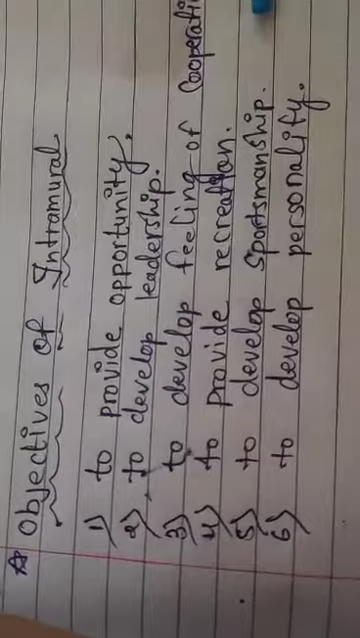 ☆ Objectives of Intramural
1) to provide opportunity.
2) to develop leadership.
3) to develop feeling of
4) to provide recreation.
5) to develop sportsmanship.
6) to develop personality.